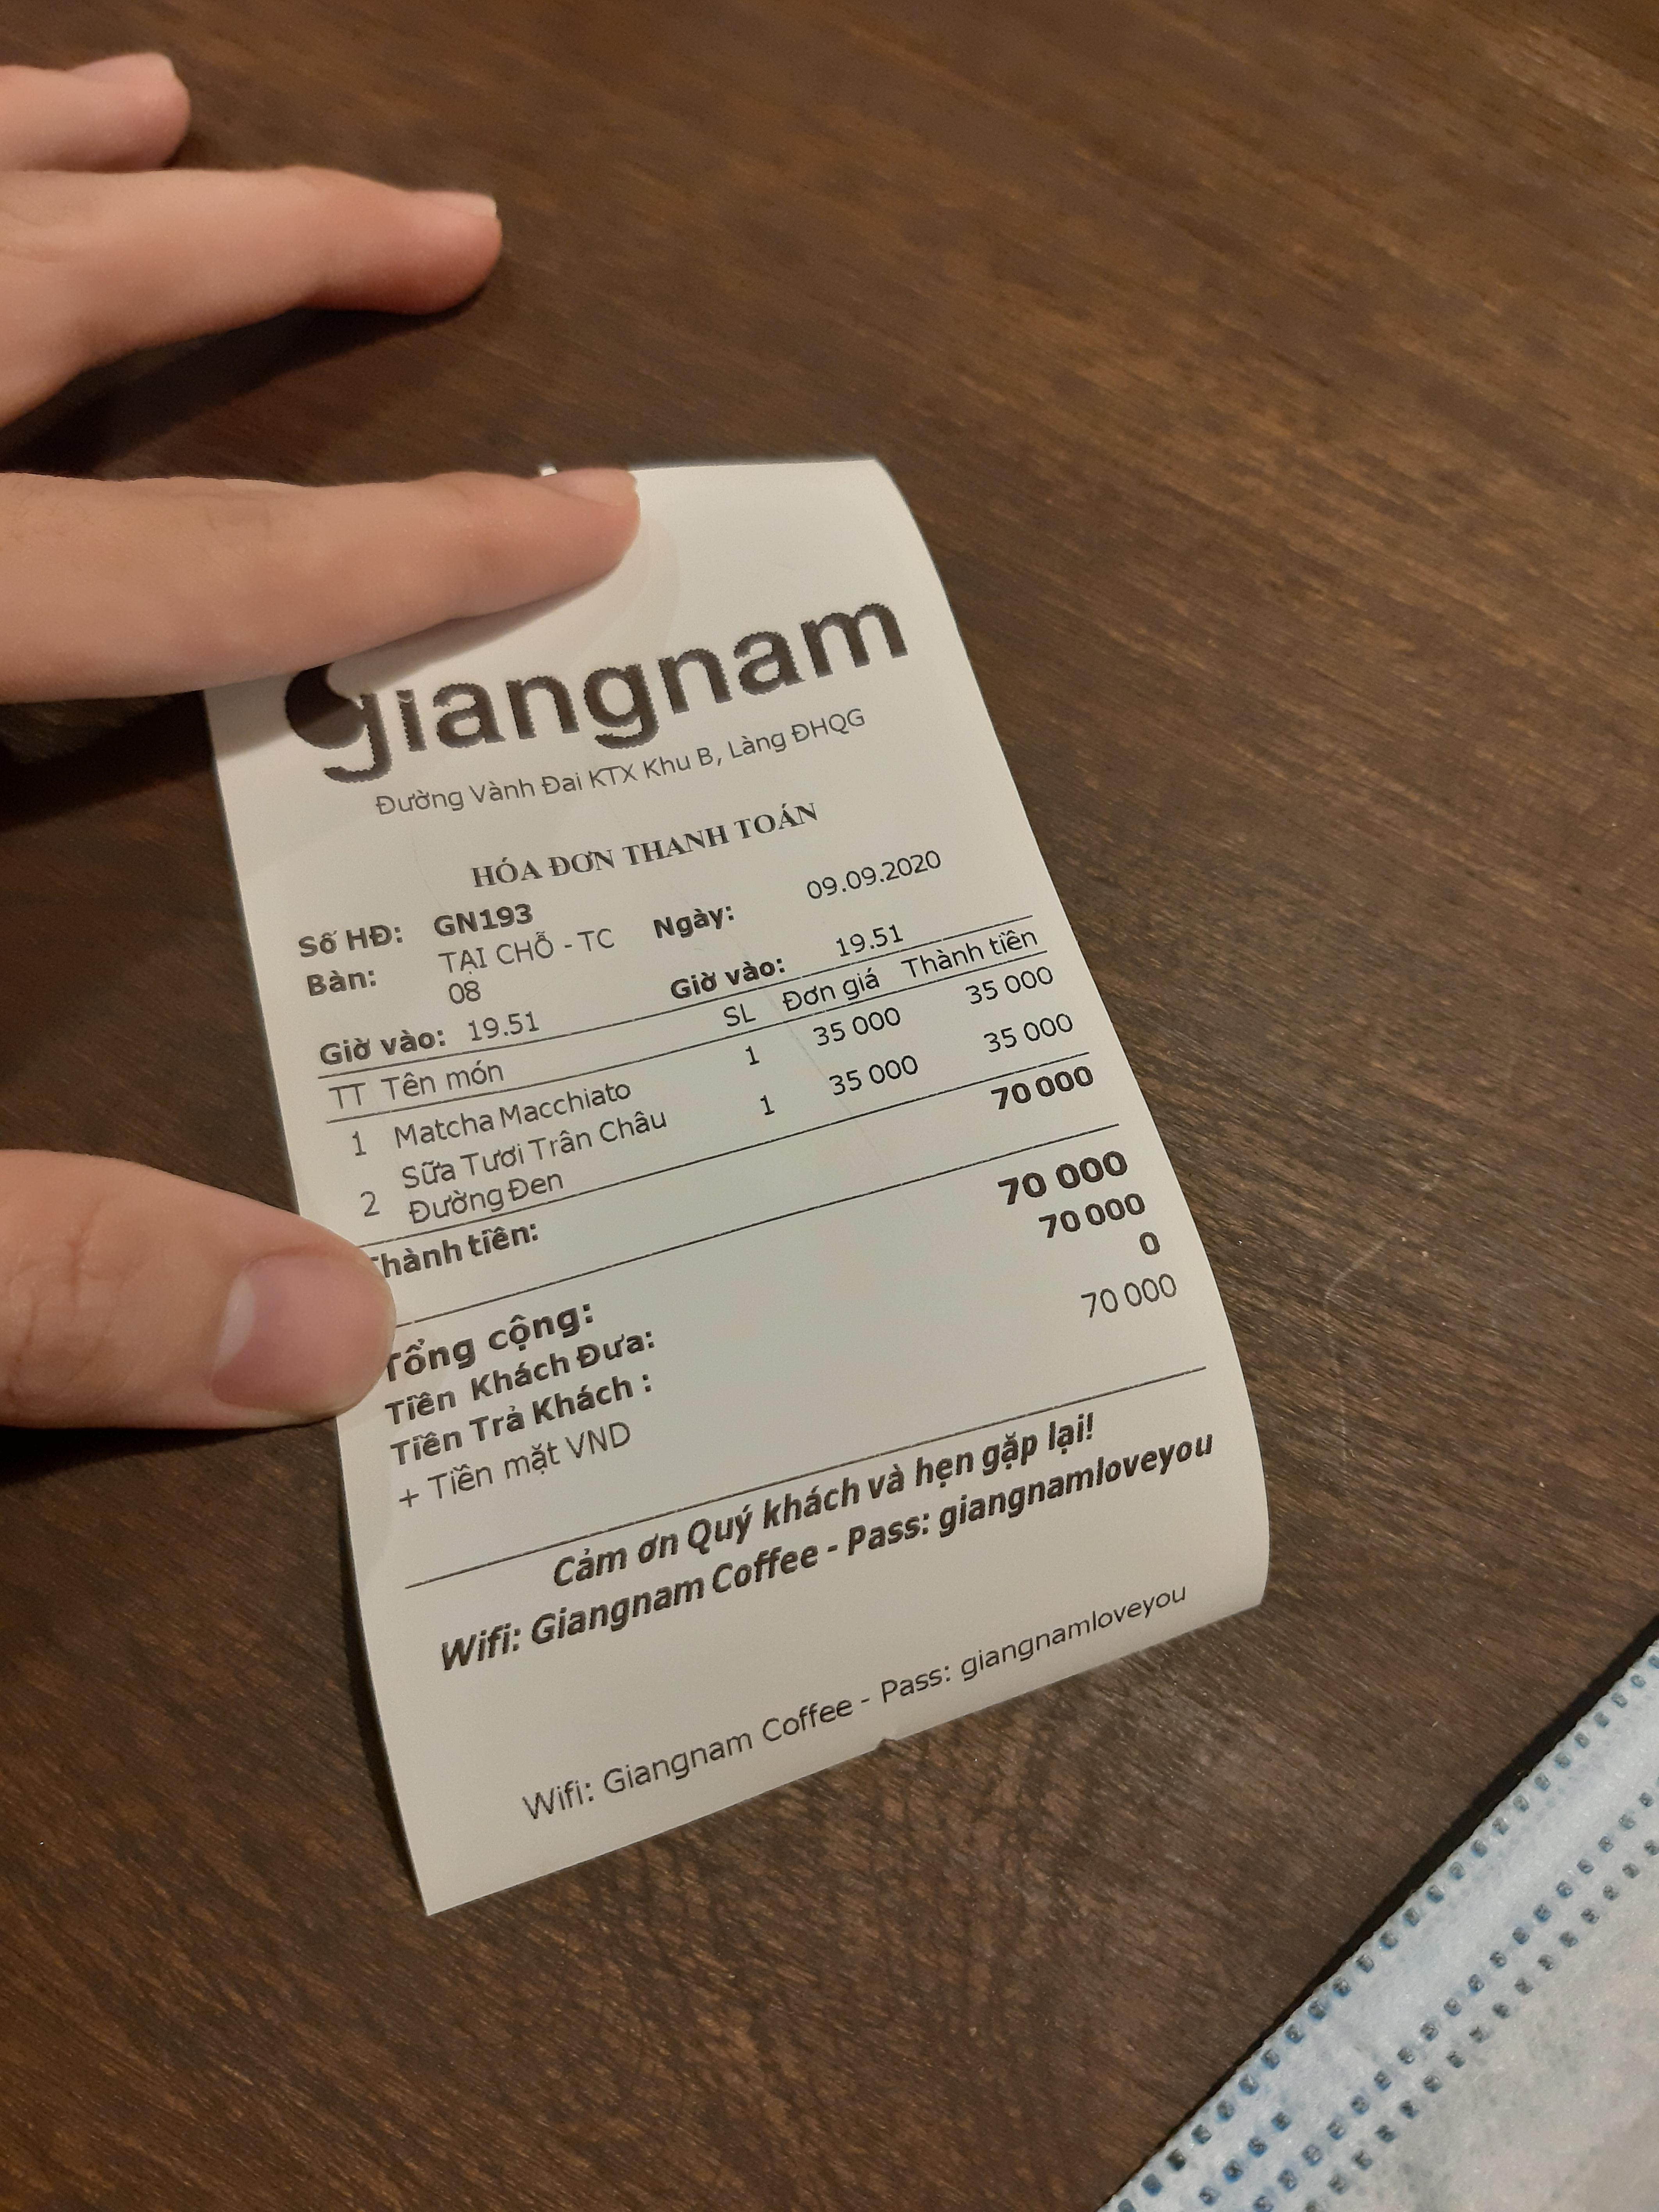 giangnam
Đường Vành Đai KTX Khu B, Làng ĐHQG
HÓA ĐƠN THANH TOÁN
Số HĐ: GN193 Ngày: 09.09.2020
Bàn: TẠI CHỖ - TC
08
Giờ vào: 19.51 Giờ vào: 19.51
TT Tên món SL Đơn giá Thành tiền
1 Matcha Macchiato 1 35 000 35 000
2 Sữa Tươi Trân Châu 1 35 000 35 000
Đường Đen
Thành tiền: 70 000
Tổng cộng: 70 000
Tiền Khách Đưa: 70 000
Tiền Trả Khách : 0
+ Tiền mặt VND 70 000
Cảm ơn Quý khách và hẹn gặp lại!
Wifi: Giangnam Coffee - Pass: giangnamloveyou
Wifi: Giangnam Coffee - Pass: giangnamloveyou